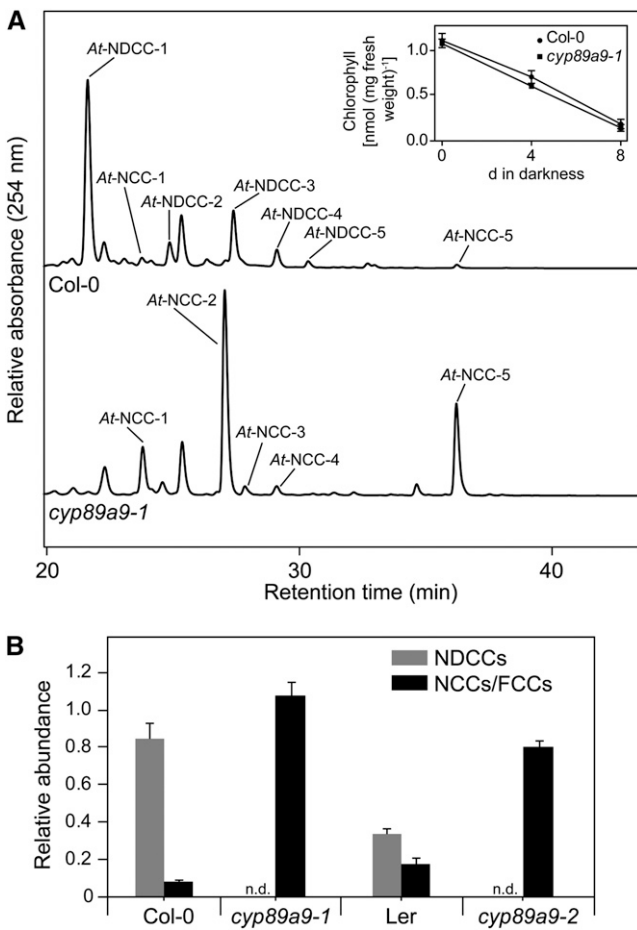 A
Relative absorbance (254 nm)
At-NDCC-1
At-NCC-1
At-NDCC-2
At-NDCC-3
At-NDCC-4
At-NDCC-5
At-NCC-5
Col-0
Chlorophyll
[nmol (mg fresh
weight)⁻¹]
1.0
0.5
0.0
0
4
8
d in darkness
Col-0
cyp89a9-1
At-NCC-2
At-NCC-1
At-NCC-3
At-NCC-4
At-NCC-5
cyp89a9-1
20
30
40
Retention time (min)
B
Relative abundance
1.2
1.0
0.8
0.6
0.4
0.2
0
NDCCs
NCCs/FCCs
n.d.
n.d.
Col-0
cyp89a9-1
Ler
cyp89a9-2